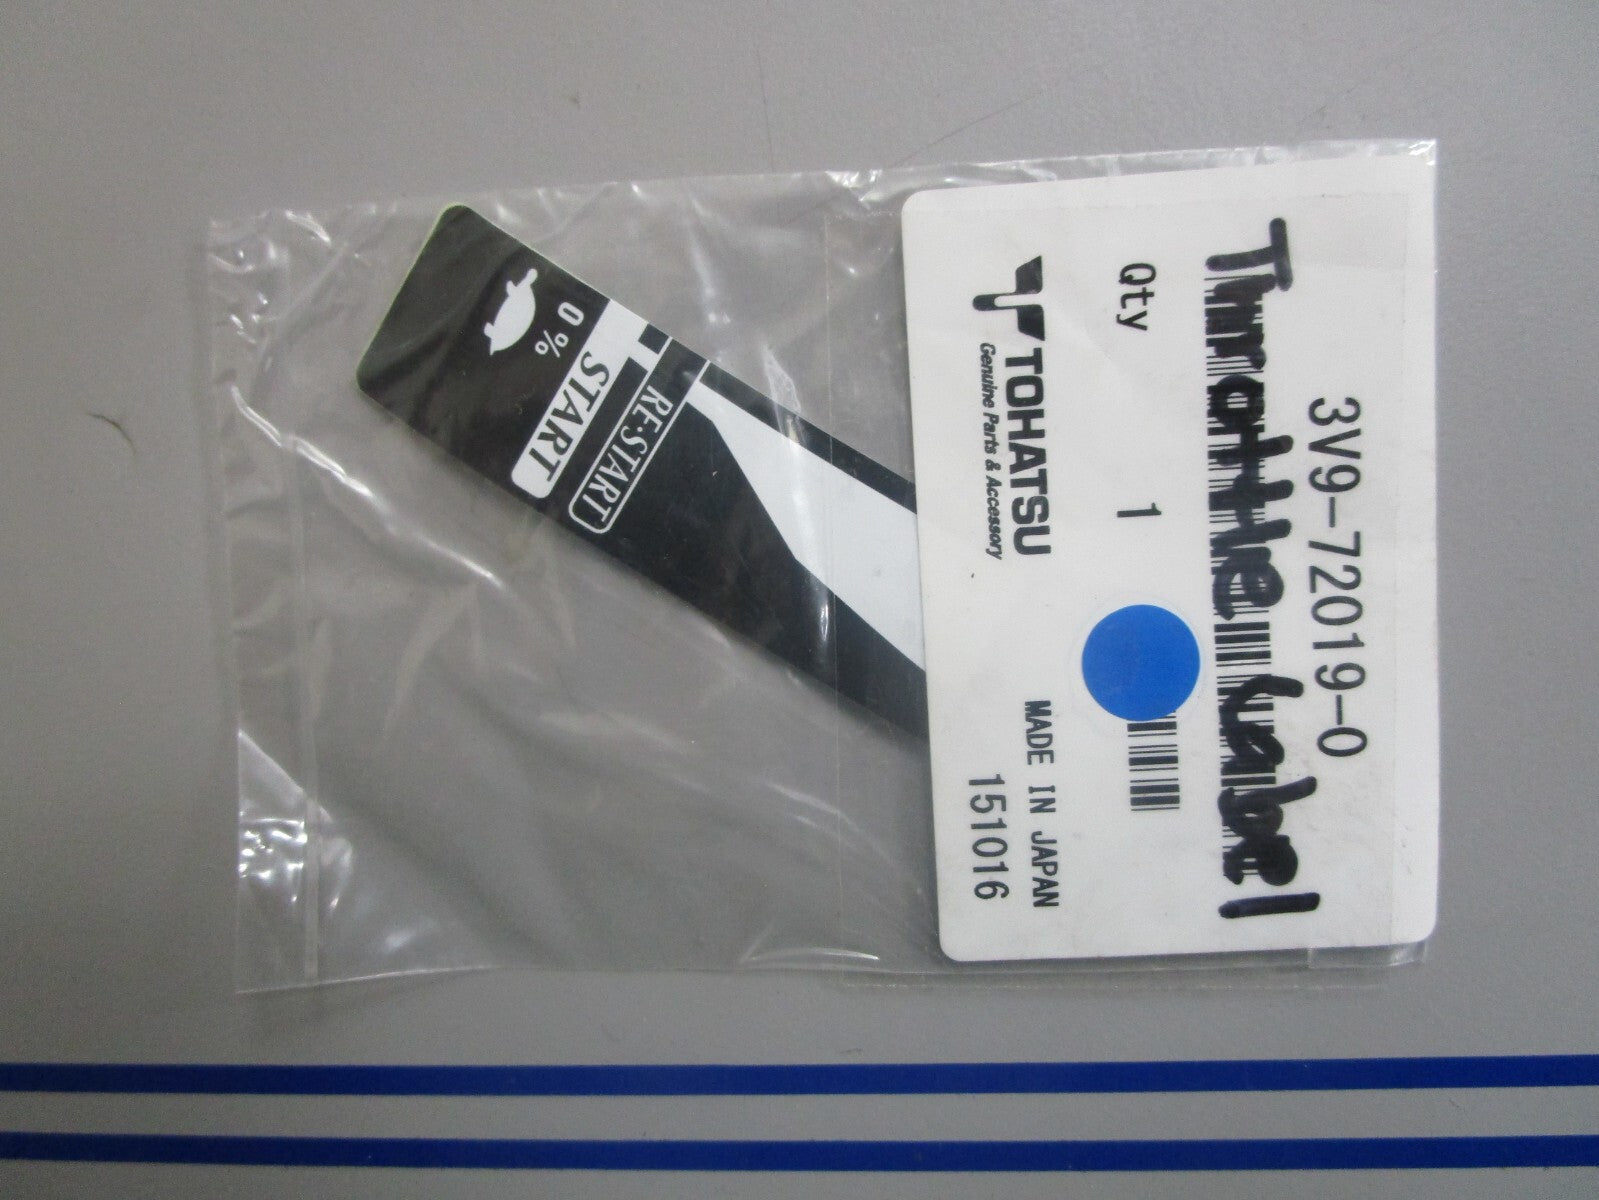 3V9-72019-0
Throttle Label
Qty 1
TOHATSU
Genuine Parts & Accessory
MADE IN JAPAN
151016
0%
START
RE-START